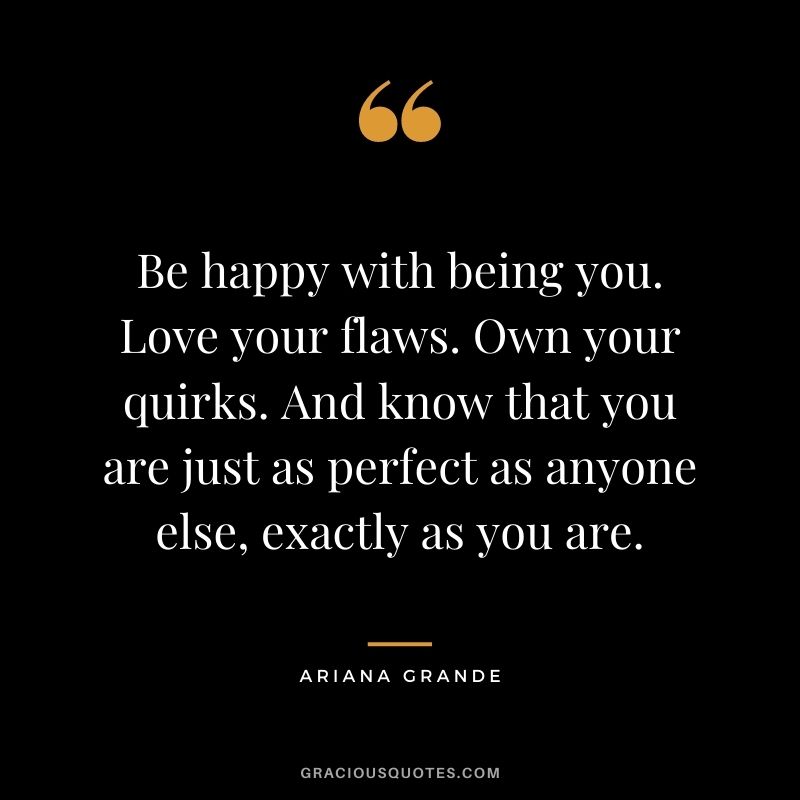 “
Be happy with being you.
Love your flaws. Own your
quirks. And know that you
are just as perfect as anyone
else, exactly as you are.
ARIANA GRANDE
GRACIOUSQUOTES.COM